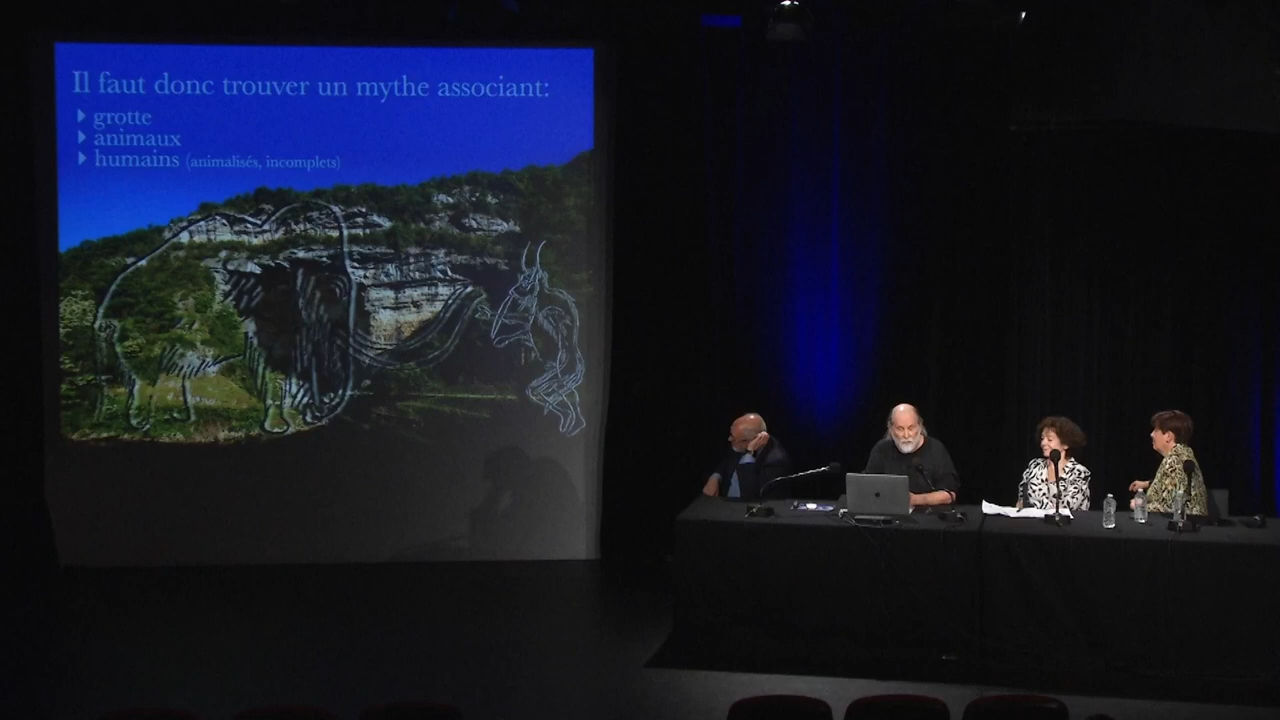 Il faut donc trouver un mythe associant:
grotte
animaux
humains (animalisés, incomplets)